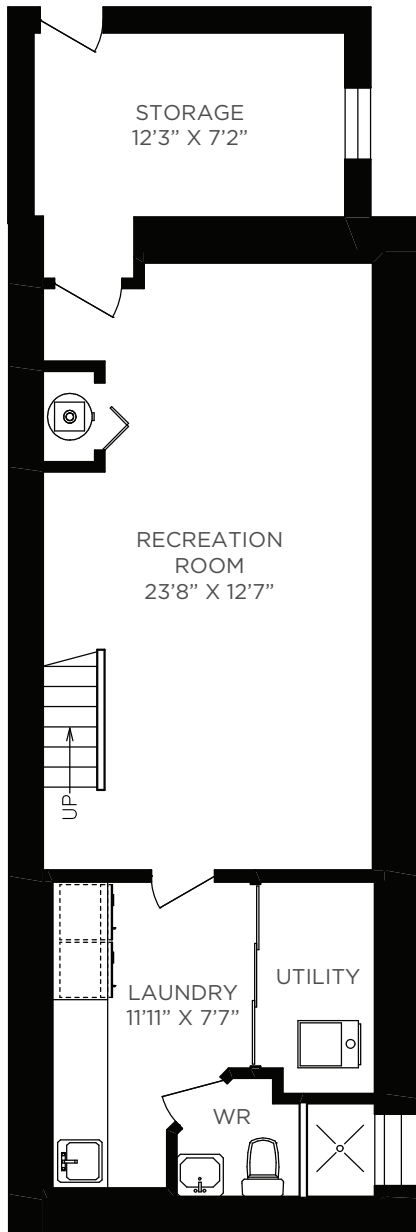 STORAGE
12’3” X 7’2”
RECREATION
ROOM
23’8” X 12’7”
UP
LAUNDRY
11’11” X 7’7”
UTILITY
WR